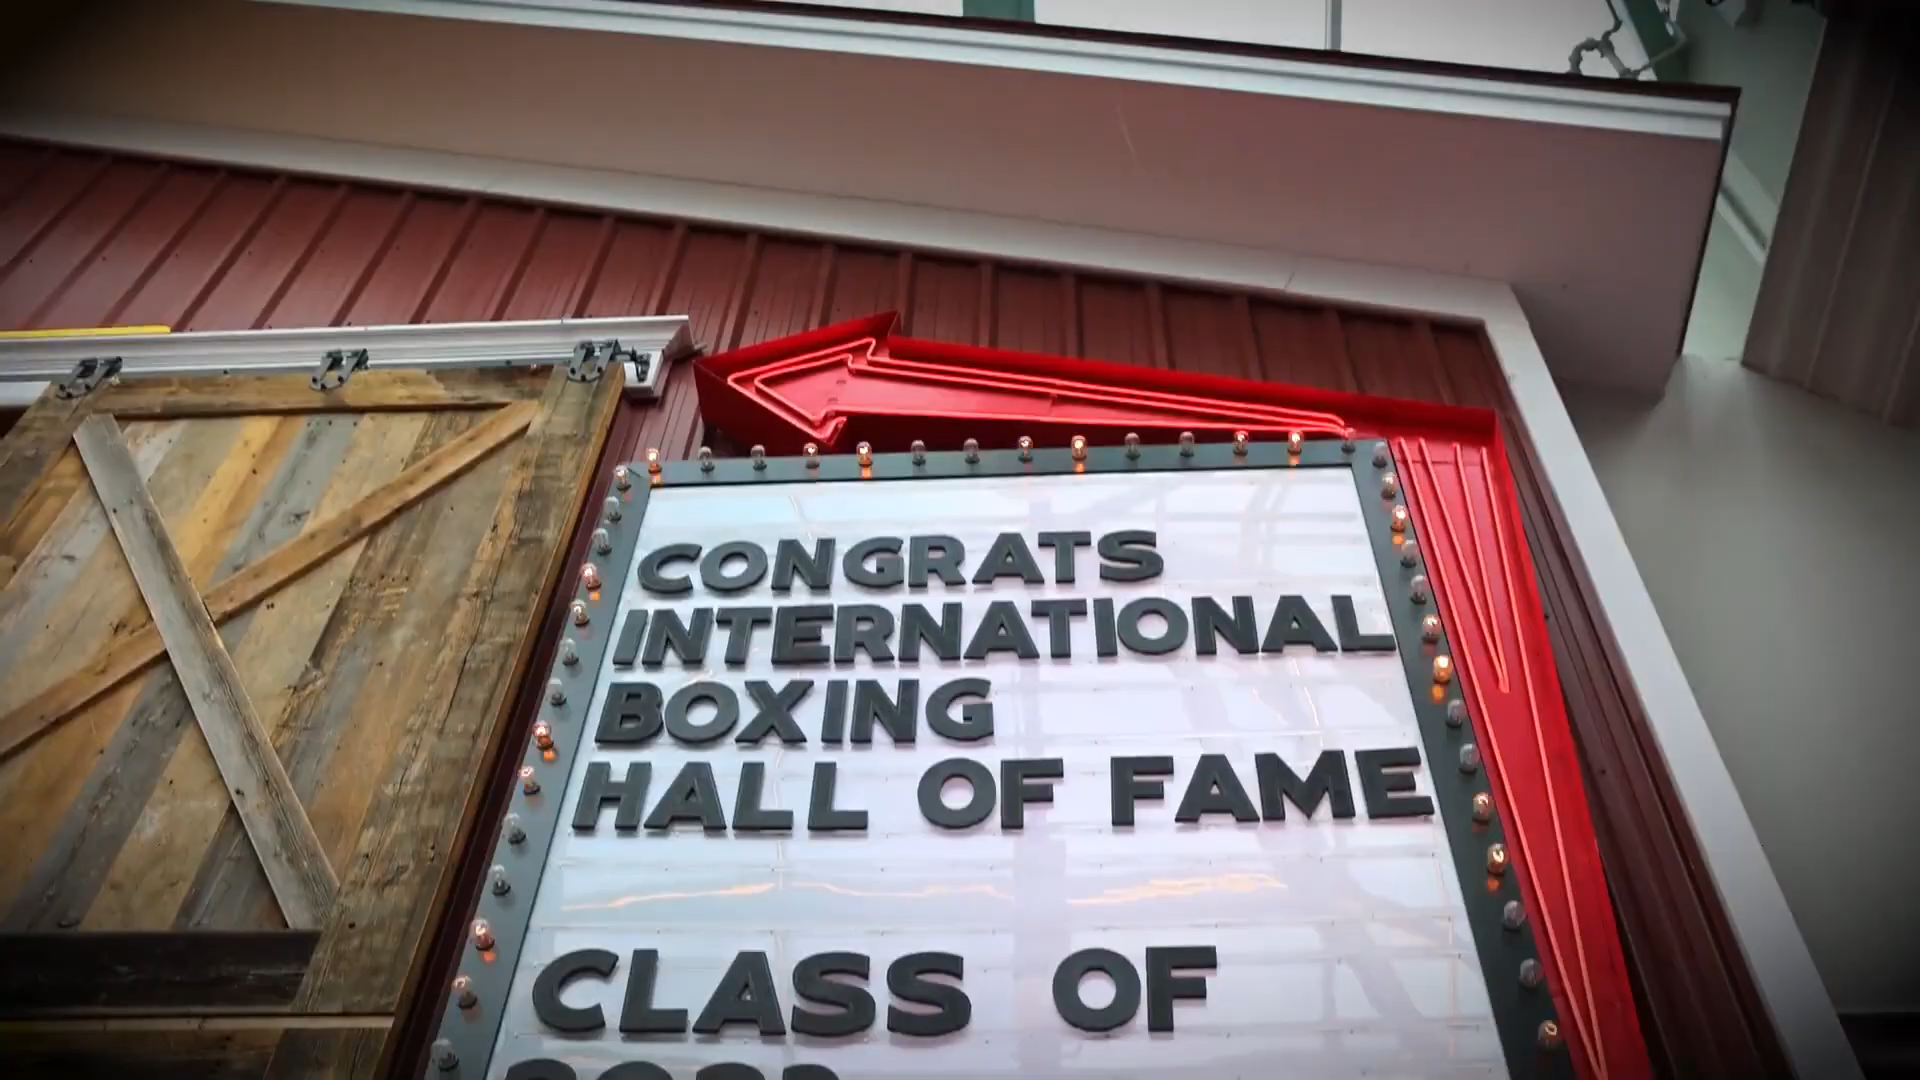 CONGRATS
INTERNATIONAL
BOXING
HALL OF FAME
CLASS OF